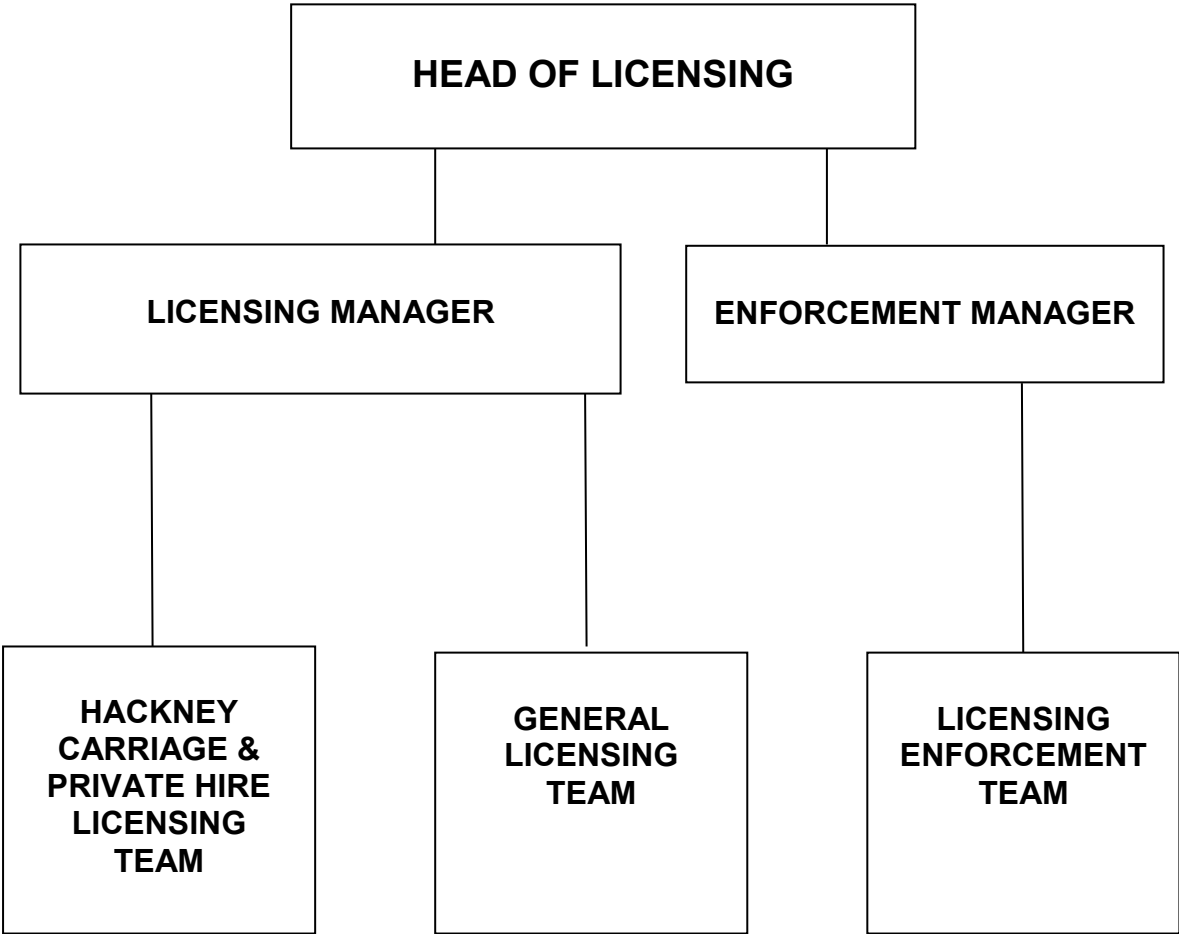 HEAD OF LICENSING
LICENSING MANAGER
ENFORCEMENT MANAGER
HACKNEY
CARRIAGE &
PRIVATE HIRE
LICENSING
TEAM
GENERAL
LICENSING
TEAM
LICENSING
ENFORCEMENT
TEAM